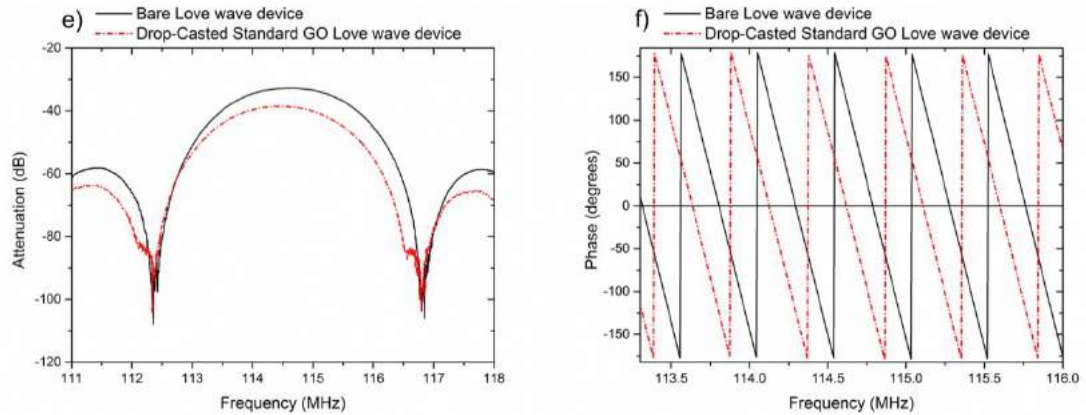 e)
Bare Love wave device
Drop-Casted Standard GO Love wave device
-20
-40
-60
-80
-100
-120
Attenuation (dB)
111 112 113 114 115 116 117 118
Frequency (MHz)
f)
Bare Love wave device
Drop-Casted Standard GO Love wave device
150
100
50
0
-50
-100
-150
Phase (degrees)
113.5 114.0 114.5 115.0 115.5 116.0
Frequency (MHz)